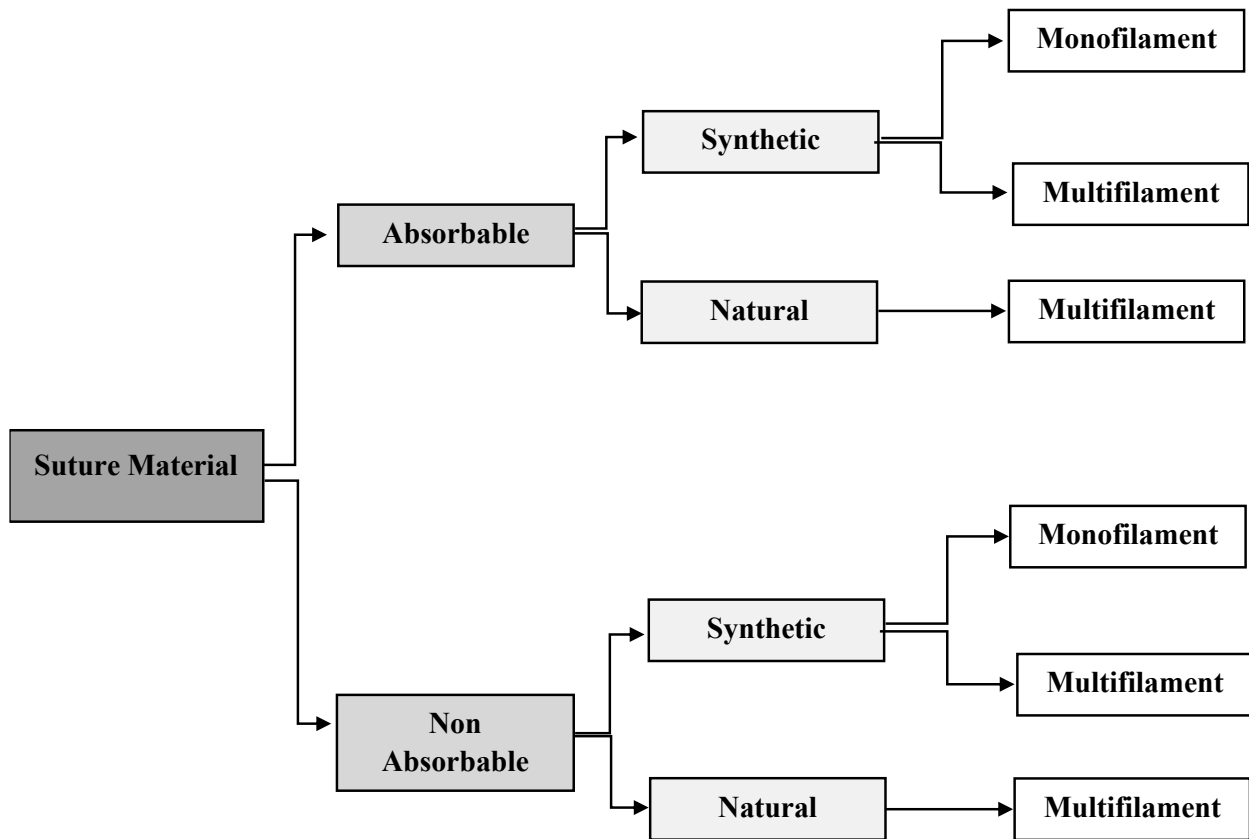 Monofilament
Synthetic
Multifilament
Absorbable
Natural
Multifilament
Suture Material
Monofilament
Synthetic
Multifilament
Non
Absorbable
Natural
Multifilament